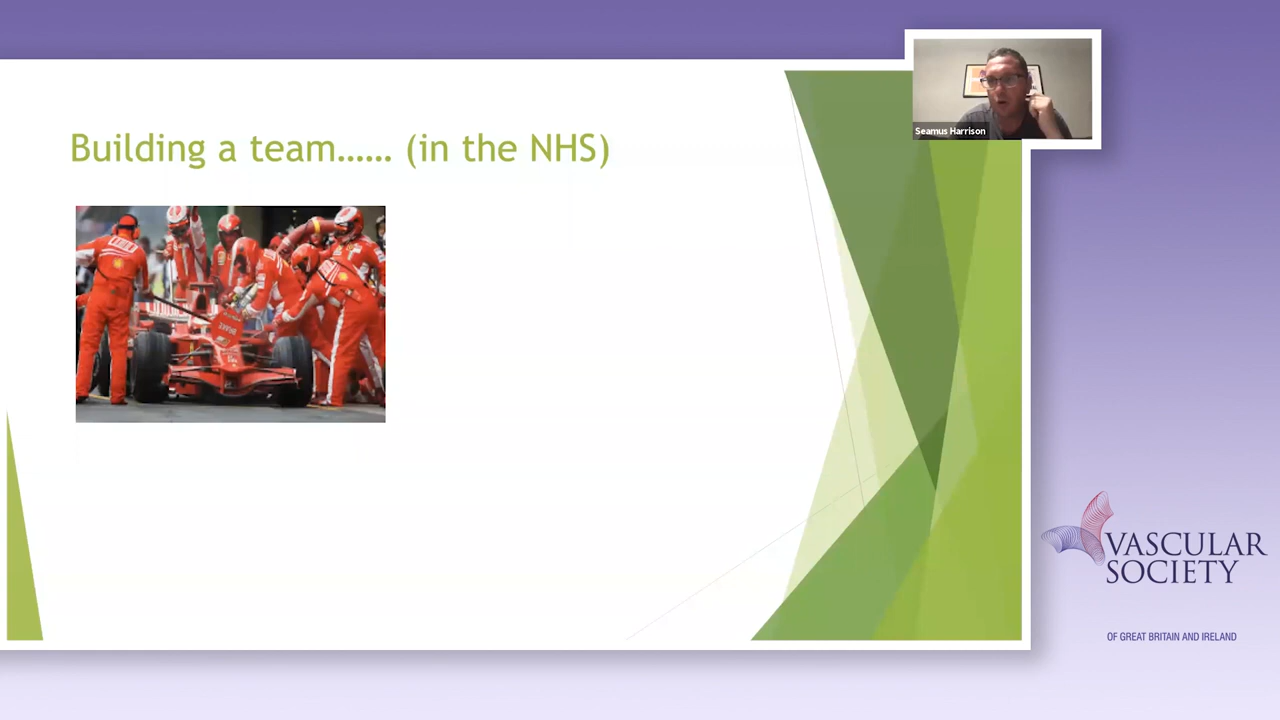 Building a team...... (in the NHS)
Seamus Harrison
VASCULAR
SOCIETY
OF GREAT BRITAIN AND IRELAND